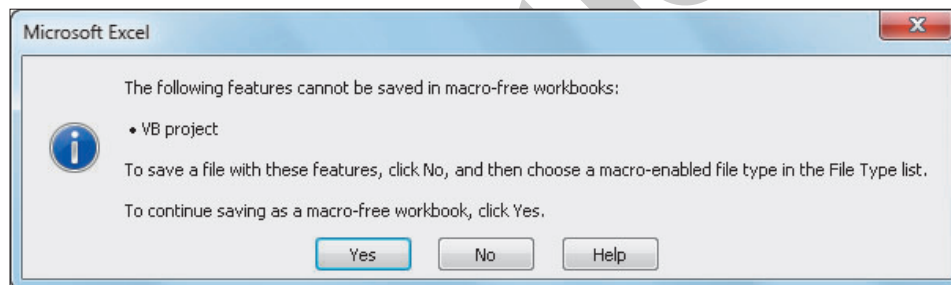 Microsoft Excel
The following features cannot be saved in macro-free workbooks:
• VB project
To save a file with these features, click No, and then choose a macro-enabled file type in the File Type list.
To continue saving as a macro-free workbook, click Yes.
Yes No Help